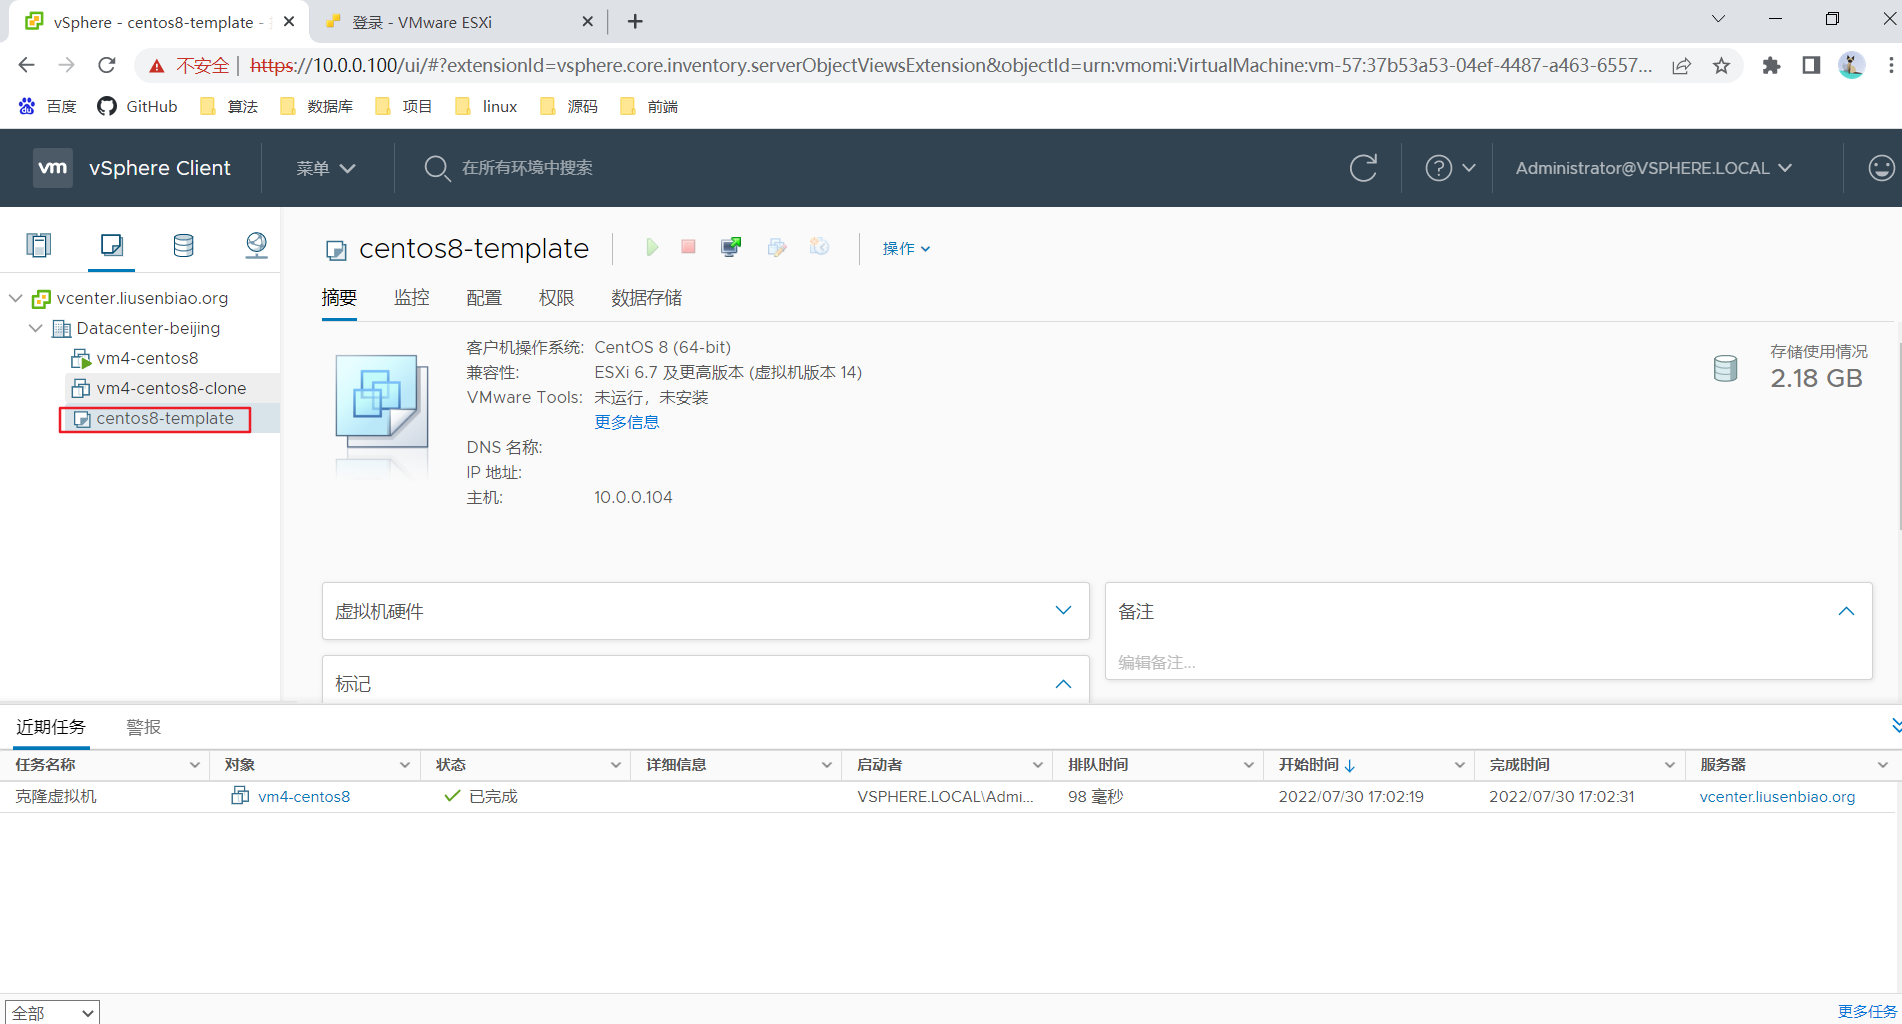 vSphere - centos8-template -
登录 - VMware ESXi
不安全 | https://10.0.0.100/ui/#?extensionId=vsphere.core.inventory.serverObjectViewsExtension&objectId=urn:vmomi:VirtualMachine:vm-57:37b53a53-04ef-4487-a463-6557...
百度 GitHub 算法 数据库 项目 linux 源码 前端
vm vSphere Client 菜单 在所有环境中搜索 Administrator@VSPHERE.LOCAL
vcenter.liusenbiao.org
Datacenter-beijing
vm4-centos8
vm4-centos8-clone
centos8-template
centos8-template 操作
摘要 监控 配置 权限 数据存储
客户机操作系统: CentOS 8 (64-bit)
兼容性: ESXi 6.7 及更高版本 (虚拟机版本 14)
VMware Tools: 未运行，未安装
更多信息
DNS 名称:
IP 地址:
主机: 10.0.0.104
存储使用情况
2.18 GB
虚拟机硬件
备注
编辑备注...
标记
近期任务 警报
任务名称 对象 状态 详细信息 启动者 排队时间 开始时间 完成时间 服务器
克隆虚拟机 vm4-centos8 已完成 VSPHERE.LOCAL\Admi... 98 毫秒 2022/07/30 17:02:19 2022/07/30 17:02:31 vcenter.liusenbiao.org
全部 更多任务